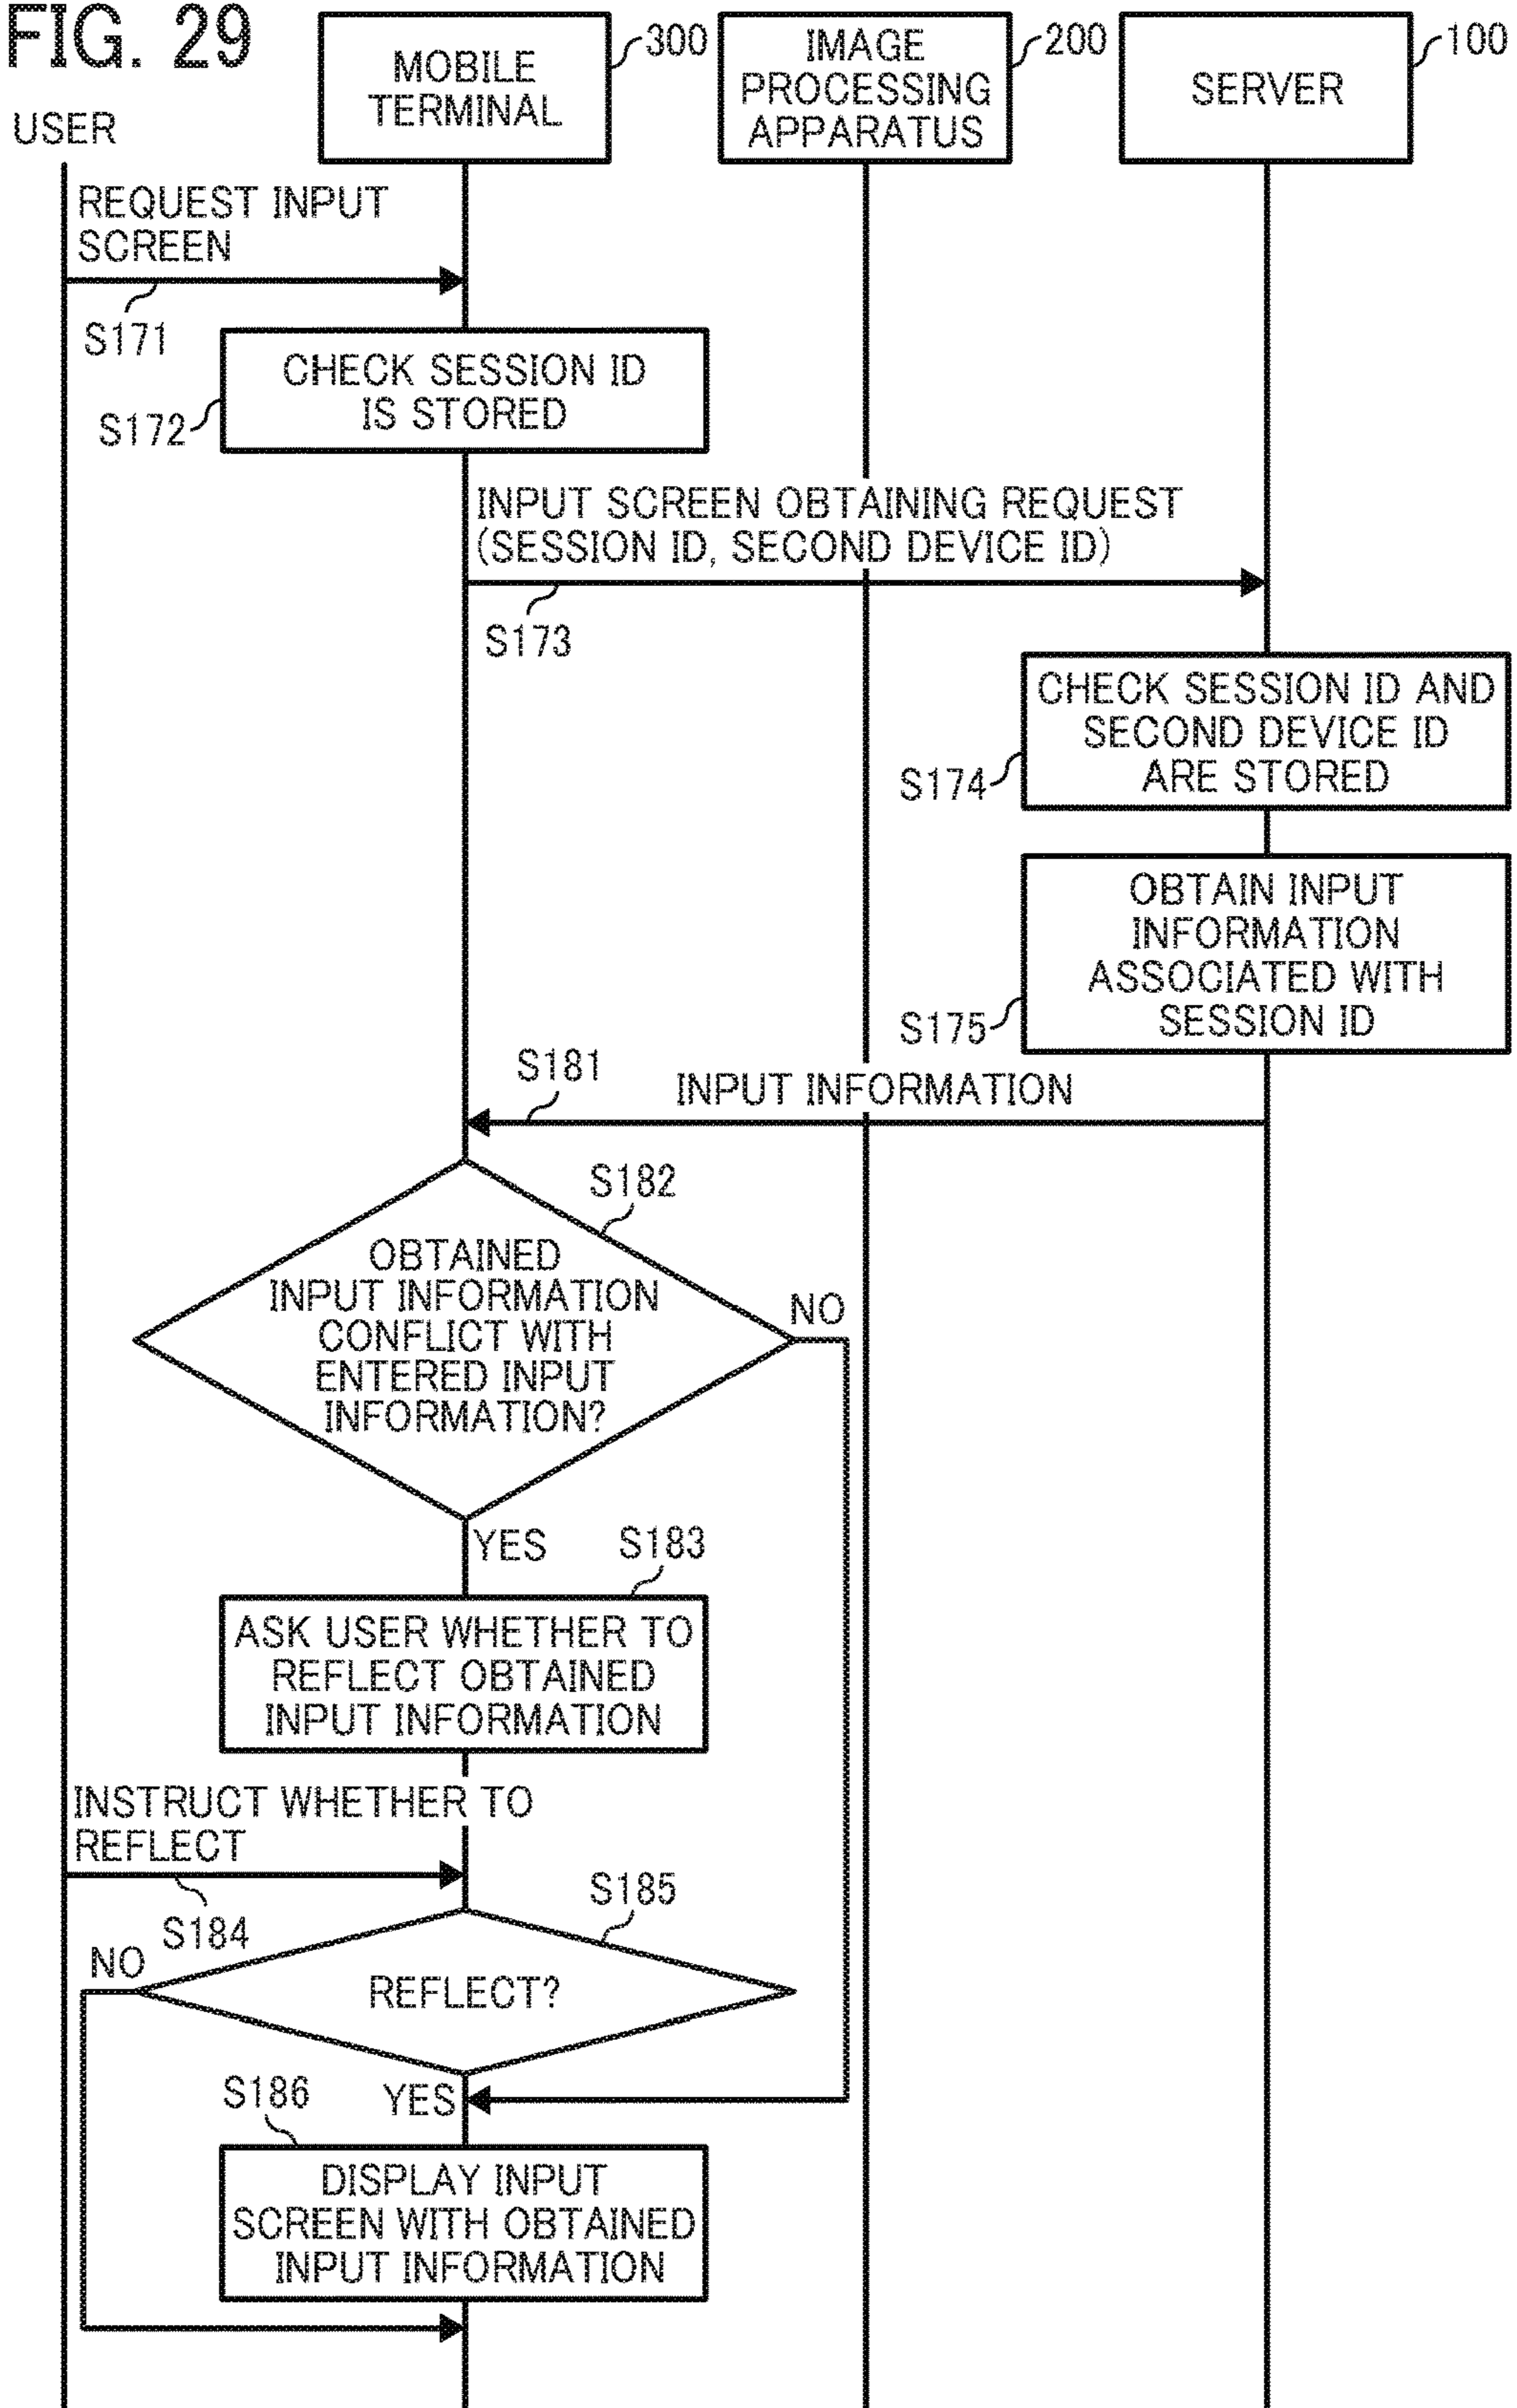 FIG. 29
USER
MOBILE
TERMINAL
300
IMAGE
PROCESSING
APPARATUS
200
SERVER
100
REQUEST INPUT
SCREEN
S171
CHECK SESSION ID
IS STORED
S172
INPUT SCREEN OBTAINING REQUEST
(SESSION ID, SECOND DEVICE ID)
S173
CHECK SESSION ID AND
SECOND DEVICE ID
ARE STORED
S174
OBTAIN INPUT
INFORMATION
ASSOCIATED WITH
SESSION ID
S175
S181
INPUT INFORMATION
S182
OBTAINED
INPUT INFORMATION
CONFLICT WITH
ENTERED INPUT
INFORMATION?
NO
YES
S183
ASK USER WHETHER TO
REFLECT OBTAINED
INPUT INFORMATION
INSTRUCT WHETHER TO
REFLECT
S184
S185
NO
REFLECT?
S186
YES
DISPLAY INPUT
SCREEN WITH OBTAINED
INPUT INFORMATION